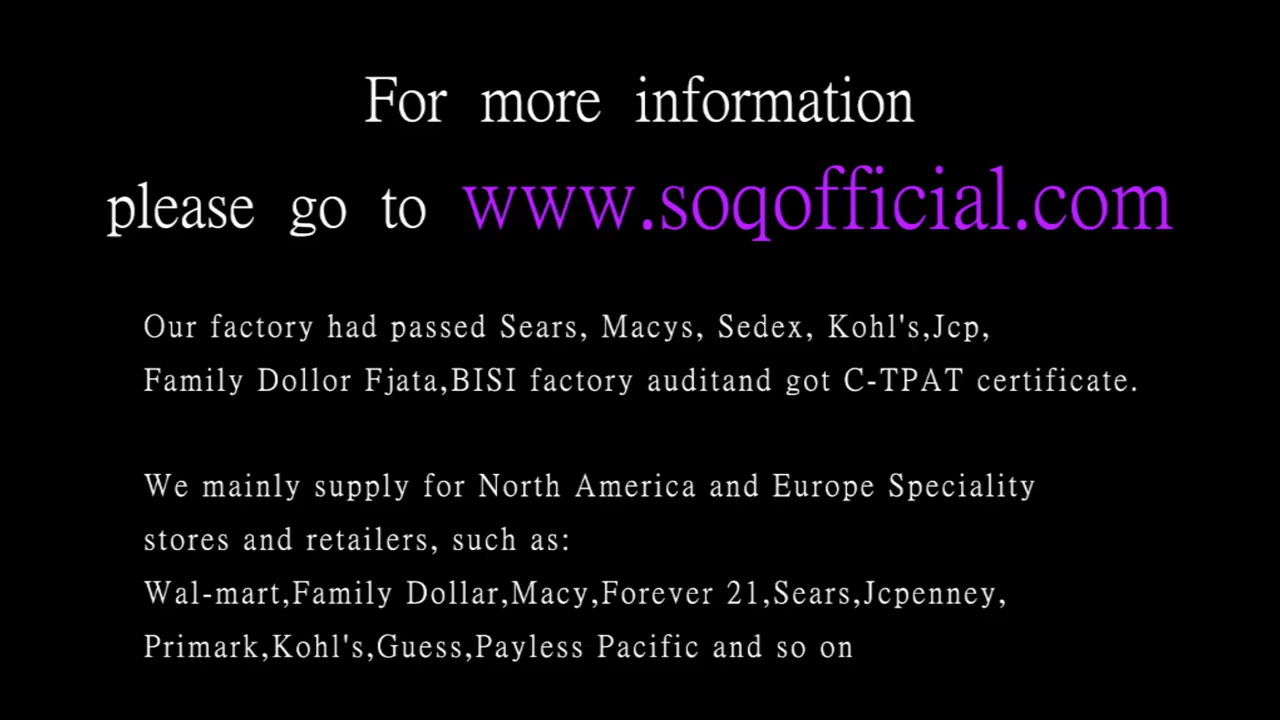 For more information
please go to www.soqofficial.com
Our factory had passed Sears, Macys, Sedex, Kohl's,Jcp,
Family Dollor Fjata,BISI factory auditand got C-TPAT certificate.
We mainly supply for North America and Europe Speciality
stores and retailers, such as:
Wal-mart,Family Dollar,Macy,Forever 21,Sears,Jcpenney,
Primark,Kohl's,Guess,Payless Pacific and so on